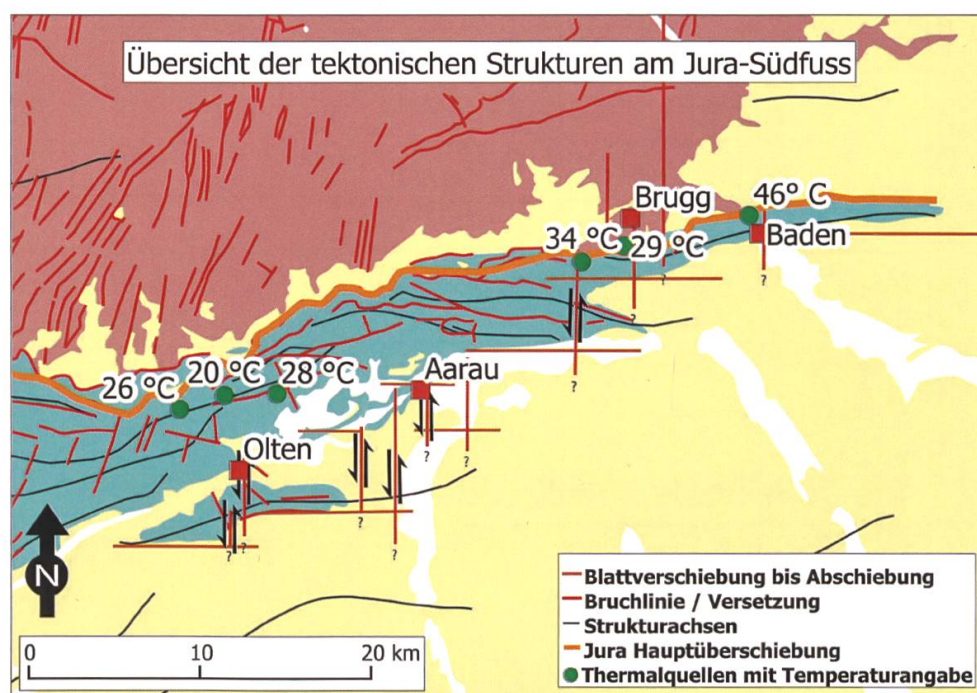 Übersicht der tektonischen Strukturen am Jura-Südfuss
46° C
Brugg
34 °C
29 °C
Baden
?
?
?
26 °C
20 °C
28 °C
Aarau
?
?
?
Olten
?
?
?
?
N
Blattverschiebung bis Abschiebung
Bruchlinie / Versetzung
Strukturachsen
Jura Hauptüberschiebung
Thermalquellen mit Temperaturangabe
0
10
20 km